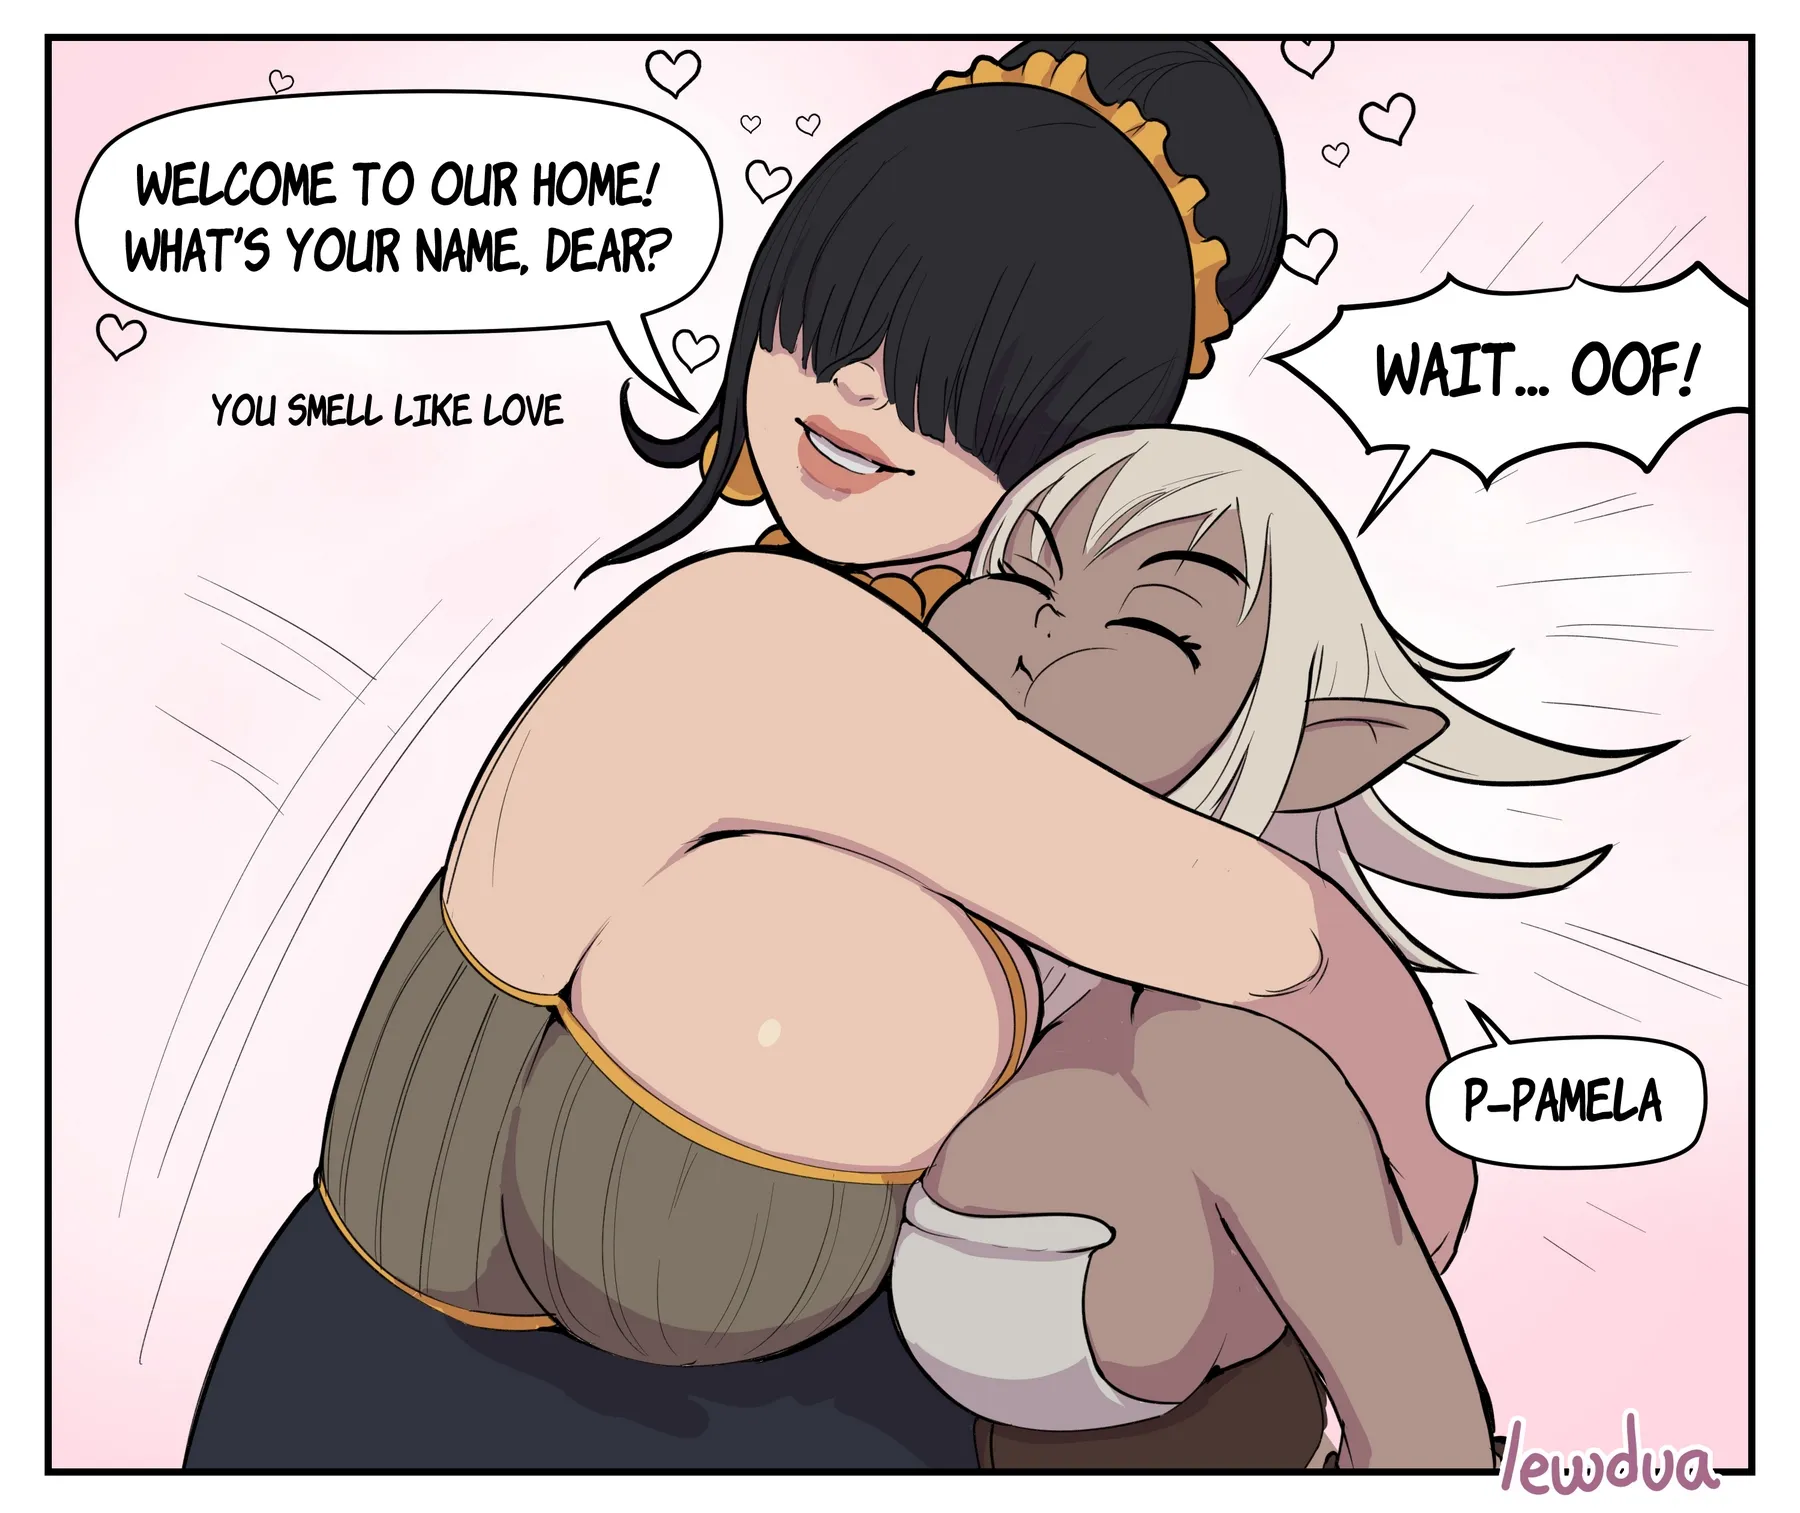 WELCOME TO OUR HOME!
WHAT'S YOUR NAME, DEAR?
YOU SMELL LIKE LOVE
WAIT... OOF!
P-PAMELA
lewdua